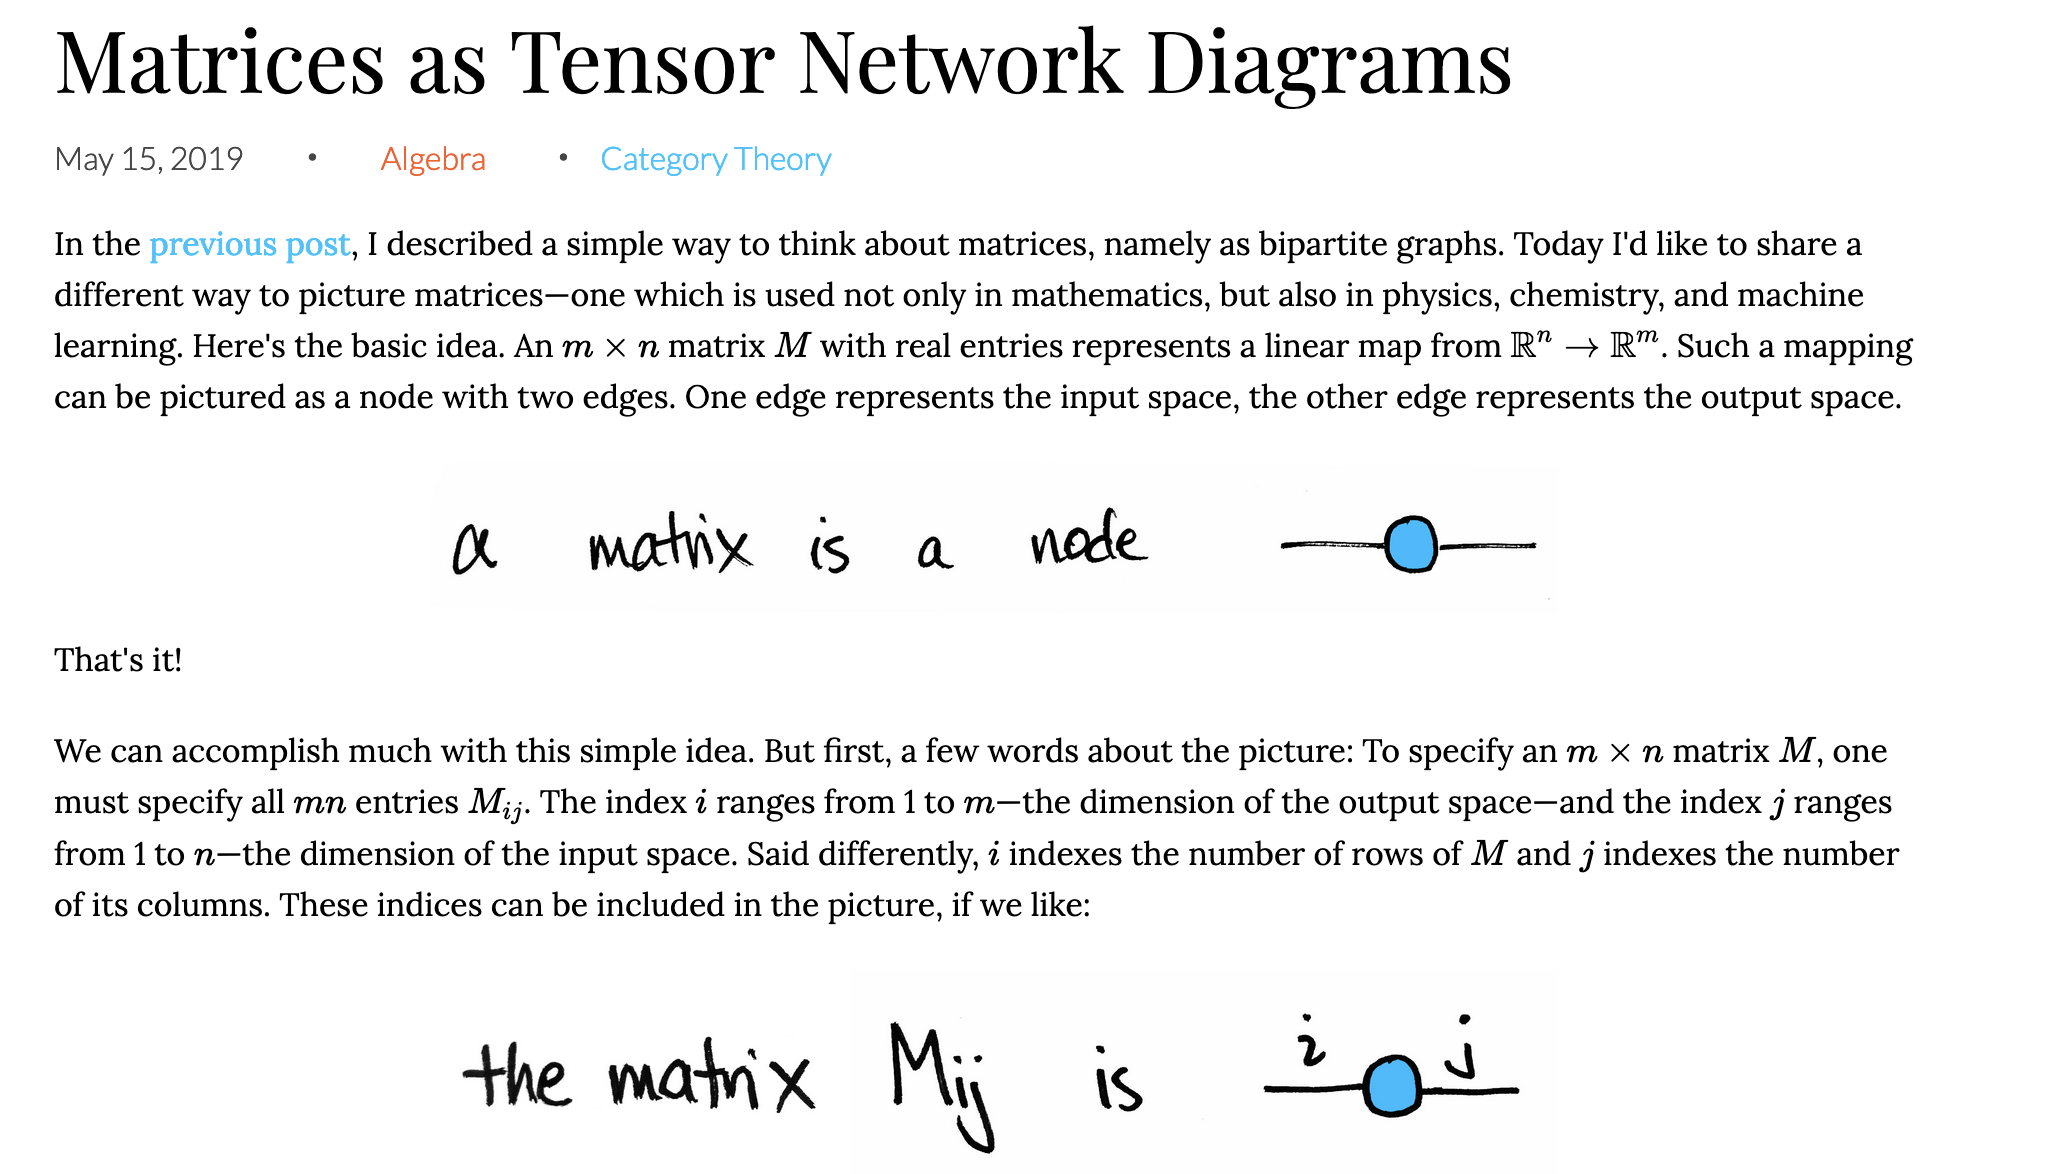 Matrices as Tensor Network Diagrams
May 15, 2019 • Algebra • Category Theory
In the previous post, I described a simple way to think about matrices, namely as bipartite graphs. Today I'd like to share a
different way to picture matrices—one which is used not only in mathematics, but also in physics, chemistry, and machine
learning. Here's the basic idea. An m × n matrix M with real entries represents a linear map from ℝⁿ → ℝᵐ. Such a mapping
can be pictured as a node with two edges. One edge represents the input space, the other edge represents the output space.
a matrix is a node
That's it!
We can accomplish much with this simple idea. But first, a few words about the picture: To specify an m × n matrix M, one
must specify all mn entries Mᵢⱼ. The index i ranges from 1 to m—the dimension of the output space—and the index j ranges
from 1 to n—the dimension of the input space. Said differently, i indexes the number of rows of M and j indexes the number
of its columns. These indices can be included in the picture, if we like:
the matrix Mᵢⱼ is i j